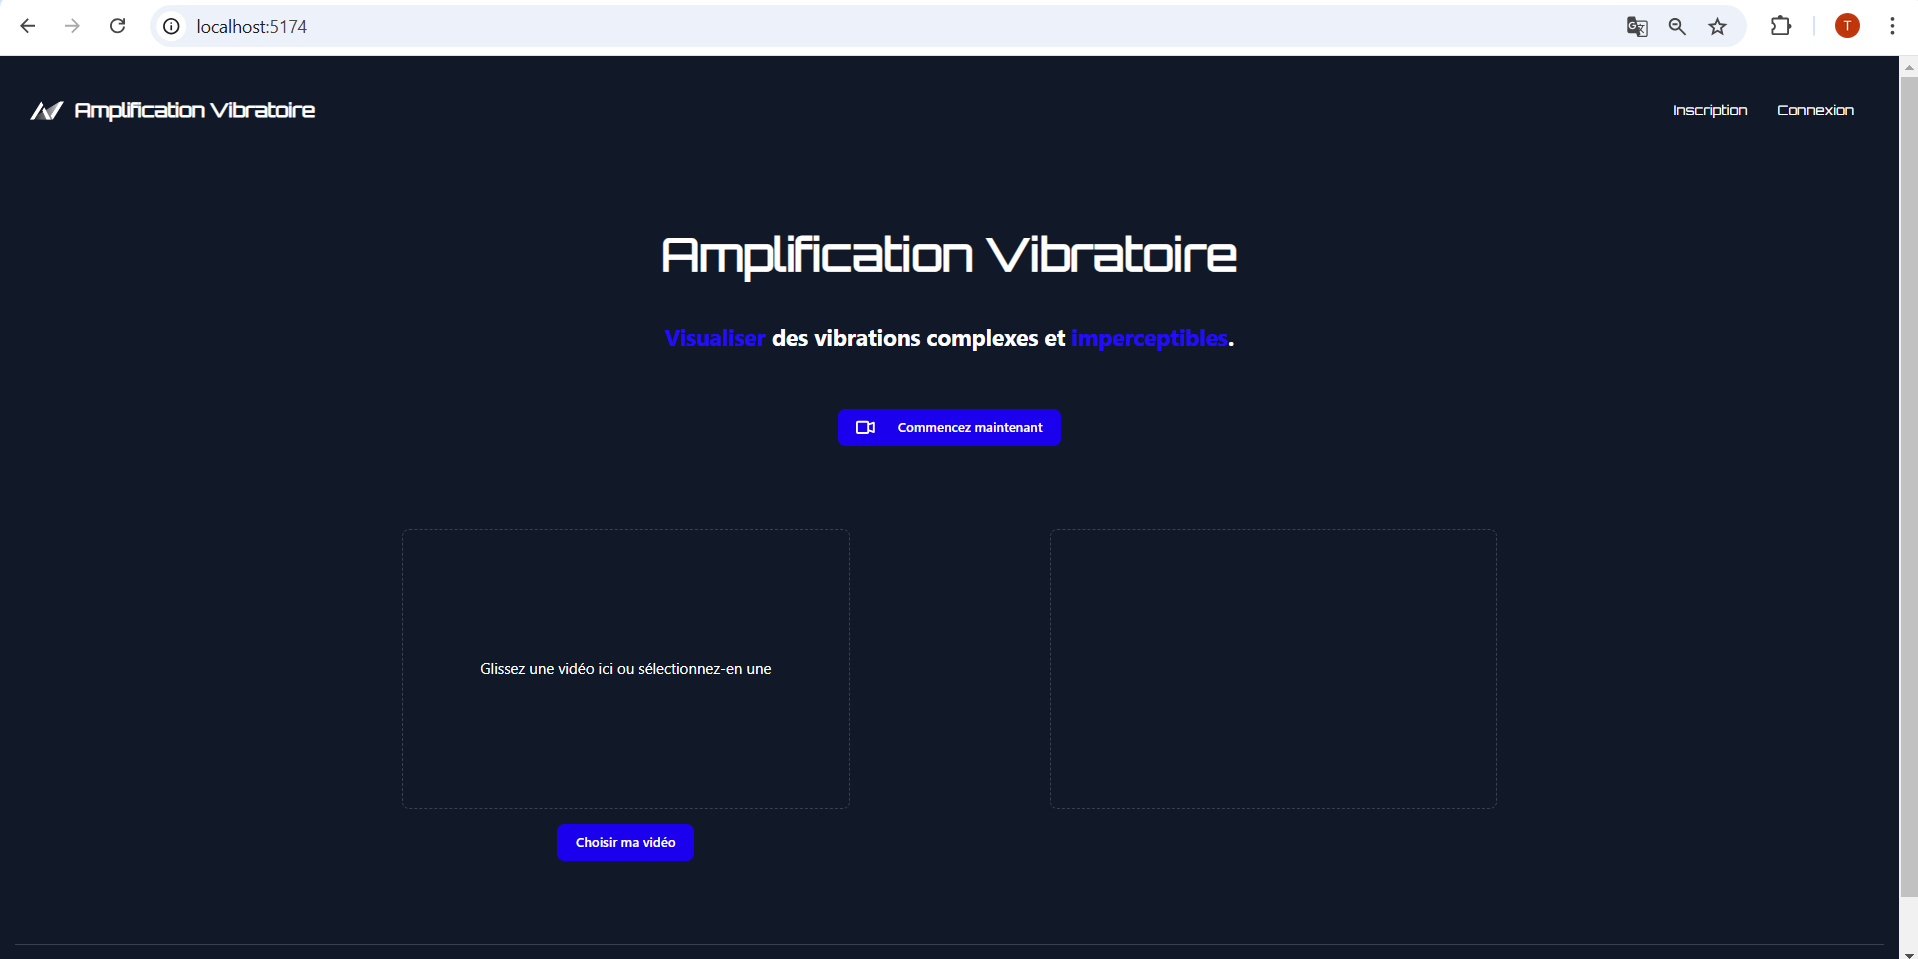 localhost:5174
T
Amplification Vibratoire
Inscription
Connexion
Amplification Vibratoire
Visualiser des vibrations complexes et imperceptibles.
Commencez maintenant
Glissez une vidéo ici ou sélectionnez-en une
Choisir ma vidéo